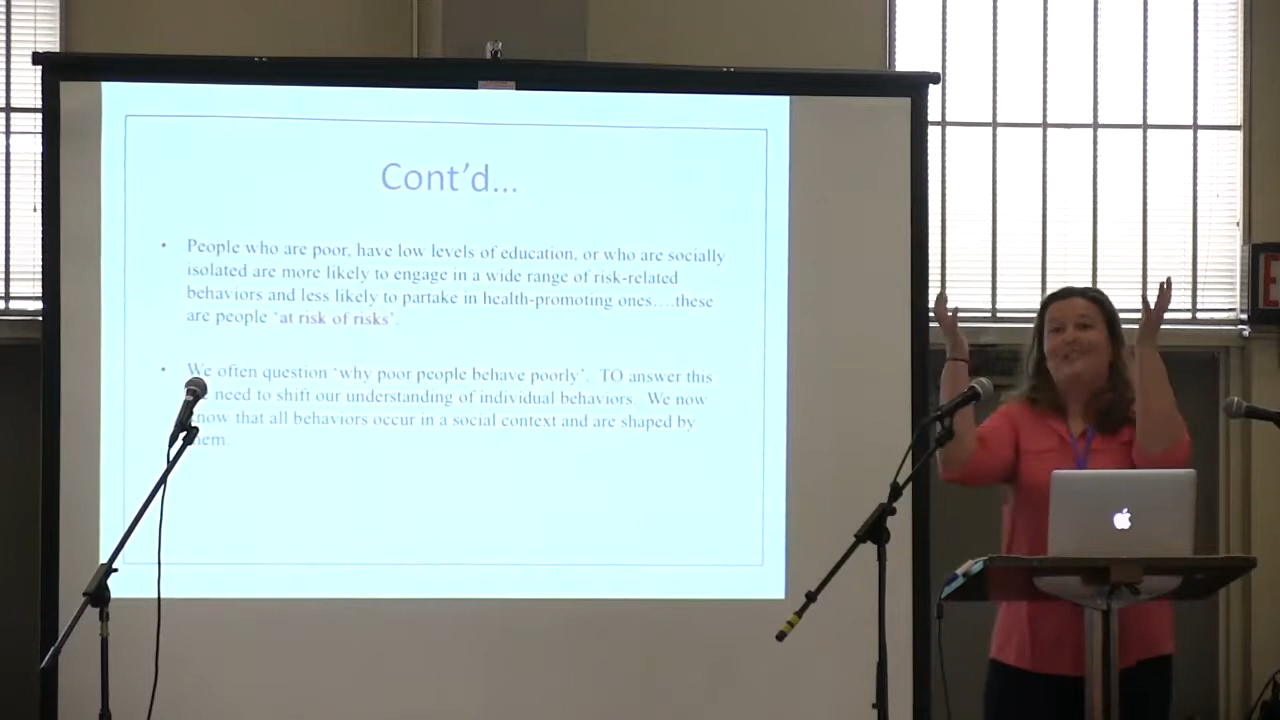 Cont'd...
• People who are poor, have low levels of education, or who are socially
isolated are more likely to engage in a wide range of risk-related
behaviors and less likely to partake in health-promoting ones....these
are people 'at risk of risks'.
• We often question 'why poor people behave poorly'. TO answer this
need to shift our understanding of individual behaviors. We now
know that all behaviors occur in a social context and are shaped by
them.
E